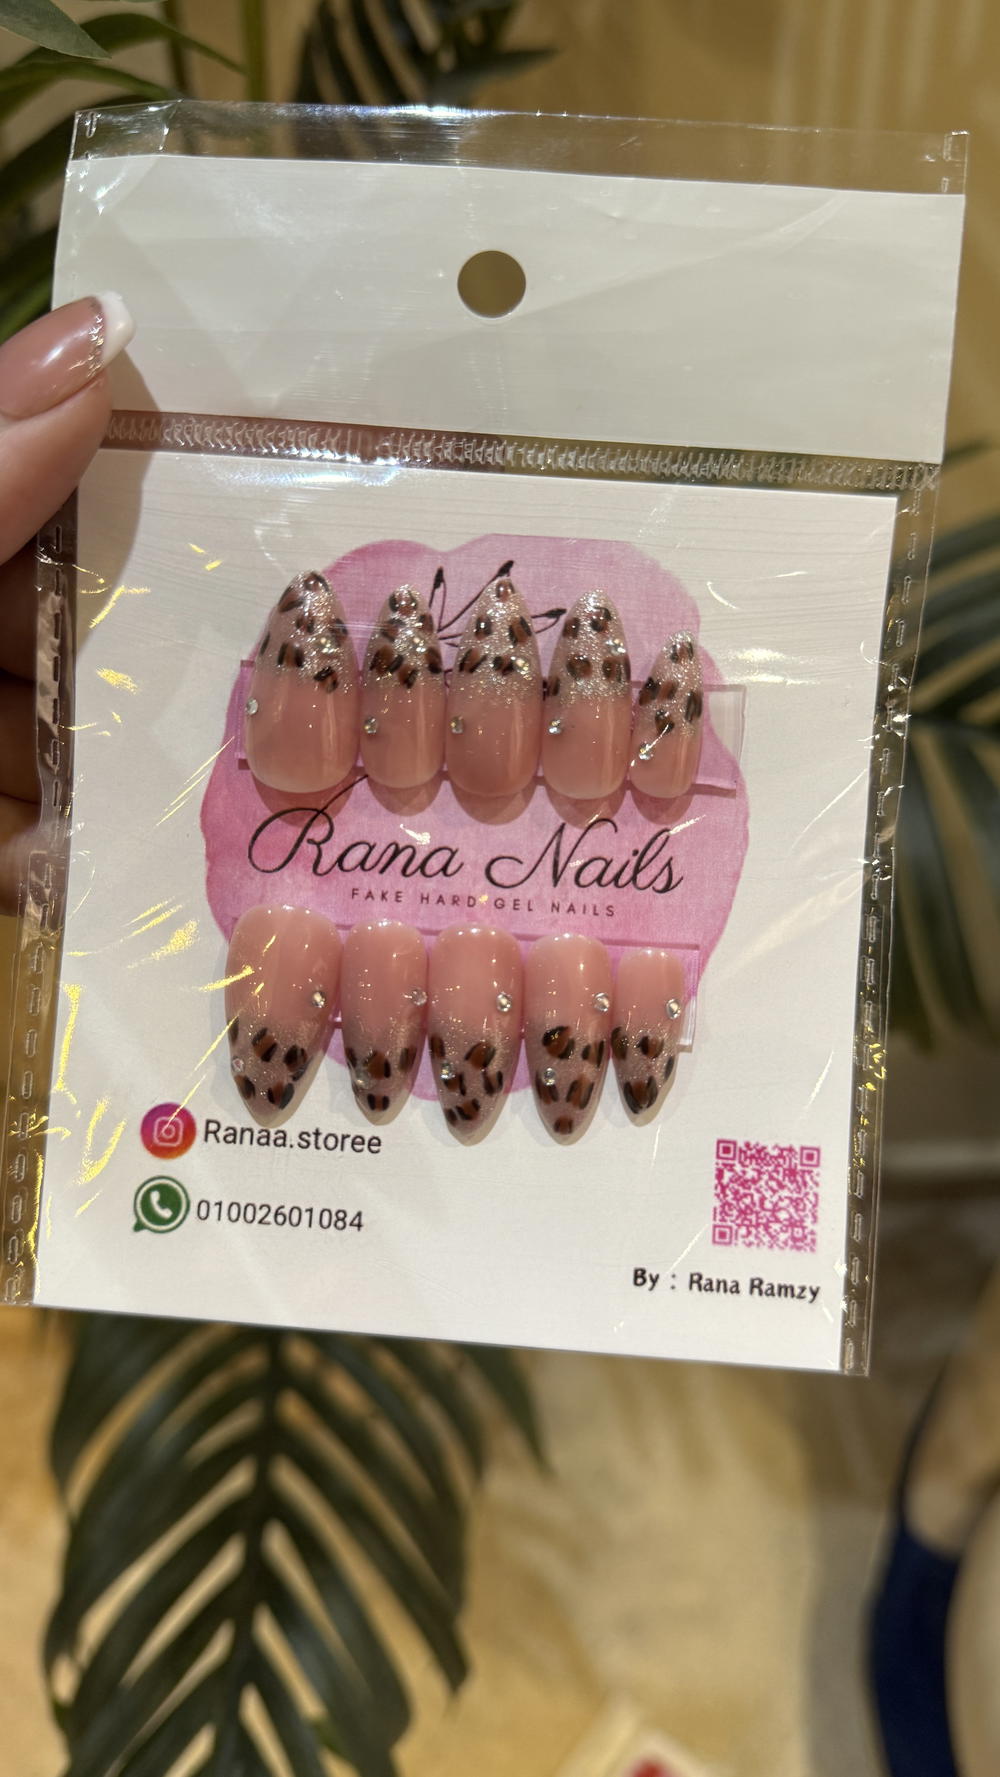 Rana Nails
FAKE HARD GEL NAILS
Ranaa.storee
01002601084
By : Rana Ramzy